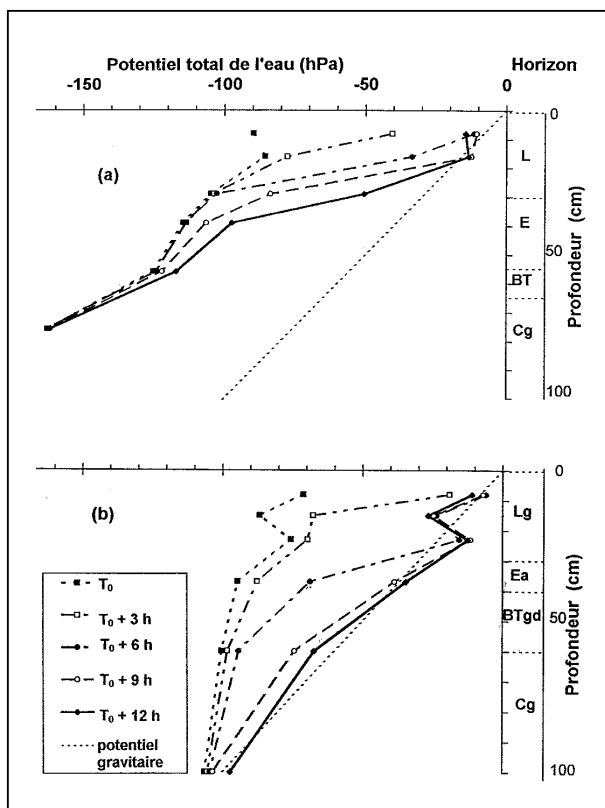 Potentiel total de l'eau (hPa) Horizon
-150 -100 -50 0
0
(a)
L
E
50
BT
Cg
100
Profondeur (cm)
0
(b)
Lg
Ea
50
BTgd
Cg
100
Profondeur (cm)
T0
T0 + 3 h
T0 + 6 h
T0 + 9 h
T0 + 12 h
potentiel
gravitaire